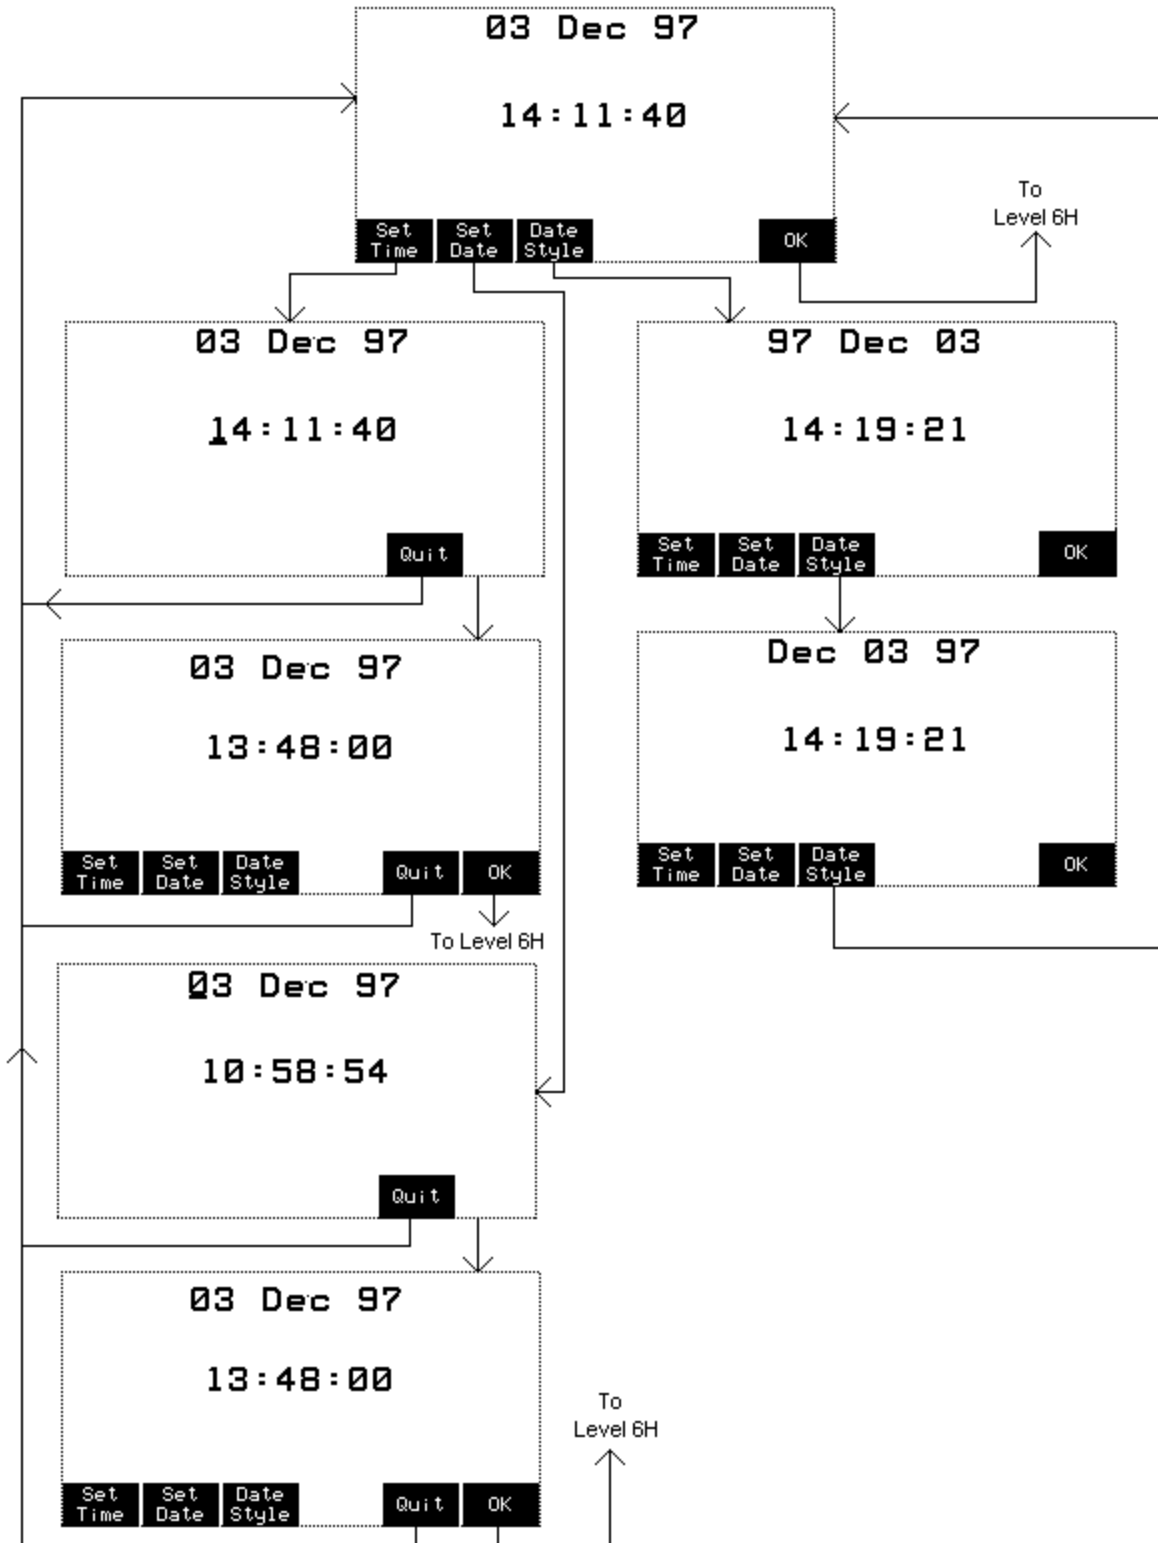 03 Dec 97
14:11:40
Set Time
Set Date
Date Style
OK
To
Level 6H
03 Dec 97
14:11:40
Quit
97 Dec 03
14:19:21
Set Time
Set Date
Date Style
OK
03 Dec 97
13:48:00
Set Time
Set Date
Date Style
Quit
OK
To Level 6H
Dec 03 97
14:19:21
Set Time
Set Date
Date Style
OK
03 Dec 97
10:58:54
Quit
03 Dec 97
13:48:00
Set Time
Set Date
Date Style
Quit
OK
To
Level 6H